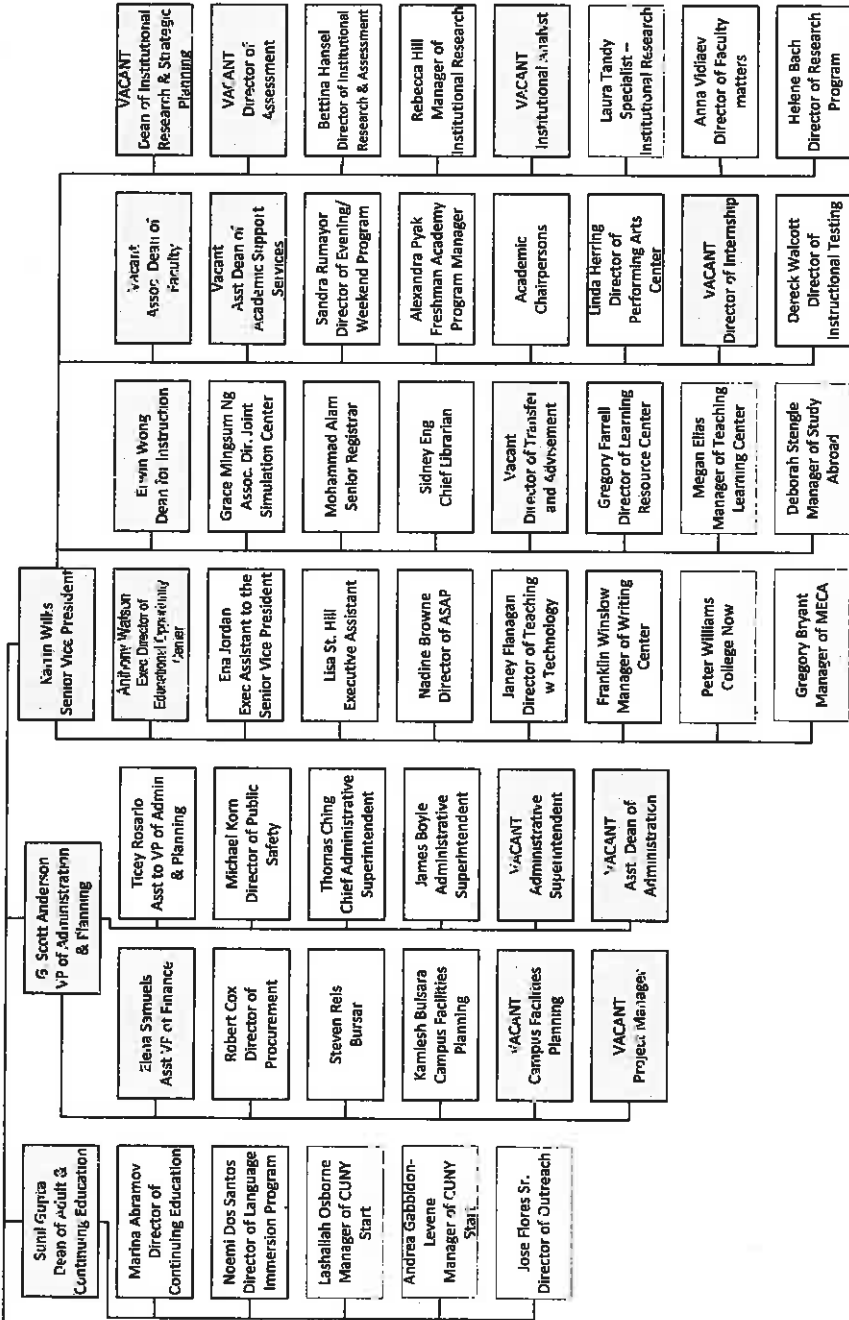 Sunil Gupta
Dean of Adult &
Continuing Education
Marina Abramov
Director of
Continuing Education
Noemi Dos Santos
Director of Language
Immersion Program
Lashallah Osborne
Manager of CUNY
Start
Andrea Gabbidon-
Levene
Manager of CUNY
Start
Jose Flores Sr.
Director of Outreach
G. Scott Anderson
VP of Administration
& Planning
Elena Samuels
Asst VP of Finance
Robert Cox
Director of
Procurement
Steven Reis
Bursar
Kamlesh Bulsara
Campus Facilities
Planning
VACANT
Campus Facilities
Planning
VACANT
Project Manager
Ticey Rosario
Asst to VP of Admin
& Planning
Michael Korn
Director of Public
Safety
Thomas Ching
Chief Administrative
Superintendent
James Boyle
Administrative
Superintendent
VACANT
Administrative
Superintendent
VACANT
Asst. Dean of
Administration
Karrin Wilks
Senior Vice President
Anthony Watson
Exec Director of
Educational Opportunity
Center
Ena Jordan
Exec Assistant to the
Senior Vice President
Lisa St. Hill
Executive Assistant
Nadine Browne
Director of ASAP
Janey Flanagan
Director of Teaching
w Technology
Franklin Winslow
Manager of Writing
Center
Peter Williams
College Now
Gregory Bryant
Manager of MECA
Erwin Wong
Dean for Instruction
Grace Mingsum Ng
Assoc. Dir. Joint
Simulation Center
Mohammad Alam
Senior Registrar
Sidney Eng
Chief Librarian
Vacant
Director of Transfer
and Advisement
Gregory Farrell
Director of Learning
Resource Center
Megan Elias
Manager of Teaching
Learning Center
Deborah Stengle
Manager of Study
Abroad
Vacant
Assoc. Dean of
Faculty
Vacant
Asst Dean of
Academic Support
Services
Sandra Rumayor
Director of Evening/
Weekend Program
Alexandra Pyak
Freshman Academy
Program Manager
Academic
Chairpersons
Linda Herring
Director of
Performing Arts
Center
VACANT
Director of Internship
Dereck Walcott
Director of
Instructional Testing
VACANT
Dean of Institutional
Research & Strategic
Planning
VACANT
Director of
Assessment
Bettina Hansel
Director of Institutional
Research & Assessment
Rebecca Hill
Manager of
Institutional Research
VACANT
Institutional Analyst
Laura Tandy
Specialist –
Institutional Research
Anna Vidiaev
Director of Faculty
matters
Helene Bach
Director of Research
Program